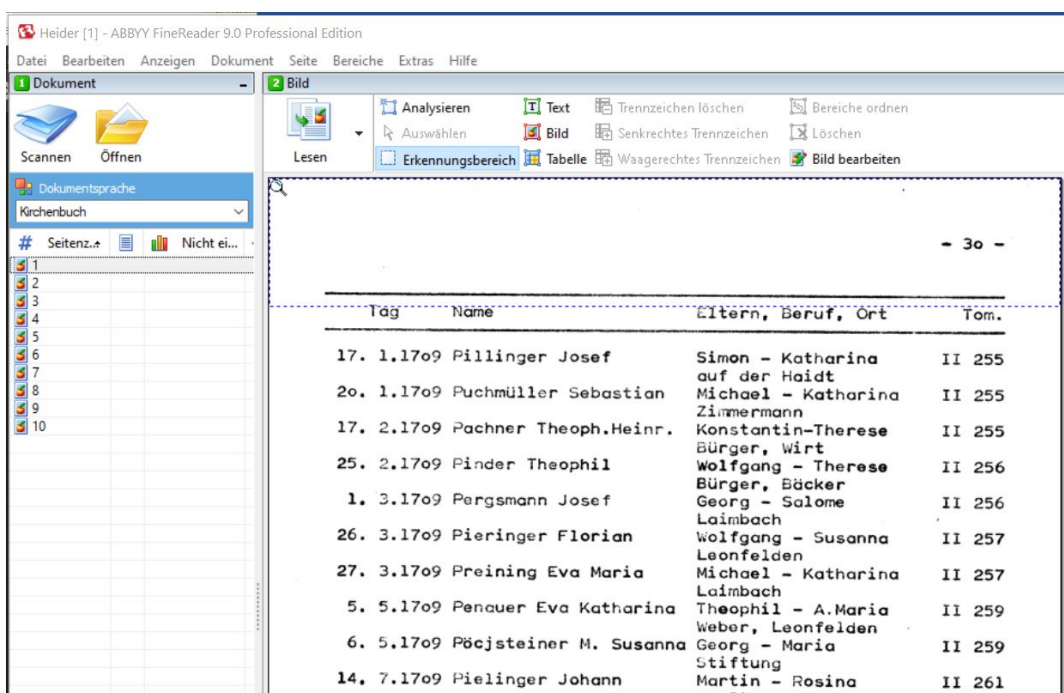 Heider [1] - ABBYY FineReader 9.0 Professional Edition
Datei Bearbeiten Anzeigen Dokument Seite Bereiche Extras Hilfe
1 Dokument
2 Bild
Scannen Öffnen
Lesen
Analysieren Text Trennzeichen löschen Bereiche ordnen
Auswählen Bild Senkrechtes Trennzeichen Löschen
Erkennungsbereich Tabelle Waagerechtes Trennzeichen Bild bearbeiten
Dokumentsprache
Kirchenbuch
# Seitenz.. Nicht ei...
1
2
3
4
5
6
7
8
9
10
- 3o -
Tag Name Eltern, Beruf, Ort Tom.
17. 1.17o9 Pillinger Josef Simon - Katharina II 255
auf der Haidt
2o. 1.17o9 Puchmüller Sebastian Michael - Katharina II 255
Zimmermann
17. 2.17o9 Pachner Theoph.Heinr. Konstantin-Therese II 255
Bürger, Wirt
25. 2.17o9 Pinder Theophil Wolfgang - Therese II 256
Bürger, Bäcker
1. 3.17o9 Pergsmann Josef Georg - Salome II 256
Laimbach
26. 3.17o9 Pieringer Florian Wolfgang - Susanna II 257
Leonfelden
27. 3.17o9 Preining Eva Maria Michael - Katharina II 257
Laimbach
5. 5.17o9 Penauer Eva Katharina Theophil - A.Maria II 259
Weber, Leonfelden
6. 5.17o9 Pöcjsteiner M. Susanna Georg - Maria II 259
Stiftung
14. 7.17o9 Pielinger Johann Martin - Rosina II 261